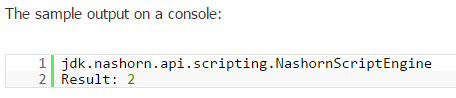 The sample output on a console:
1 jdk.nashorn.api.scripting.NashornScriptEngine
2 Result: 2